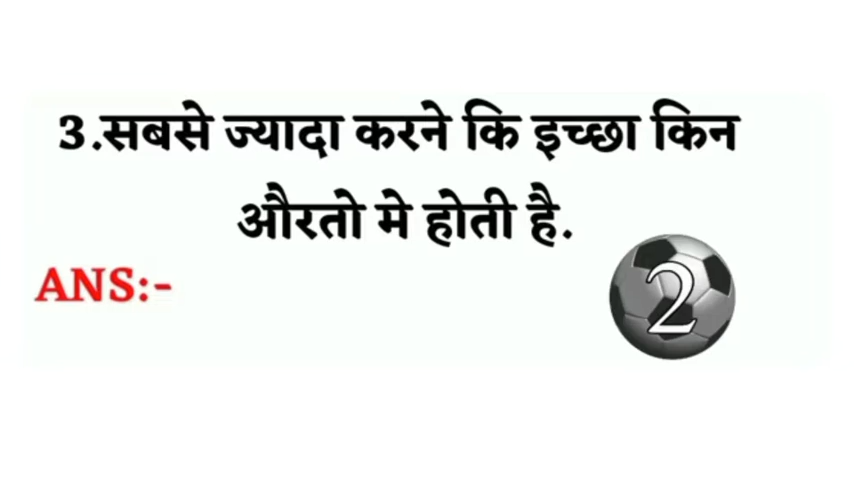 3.सबसे ज्यादा करने कि इच्छा किन
औरतो मे होती है.
ANS:-
2